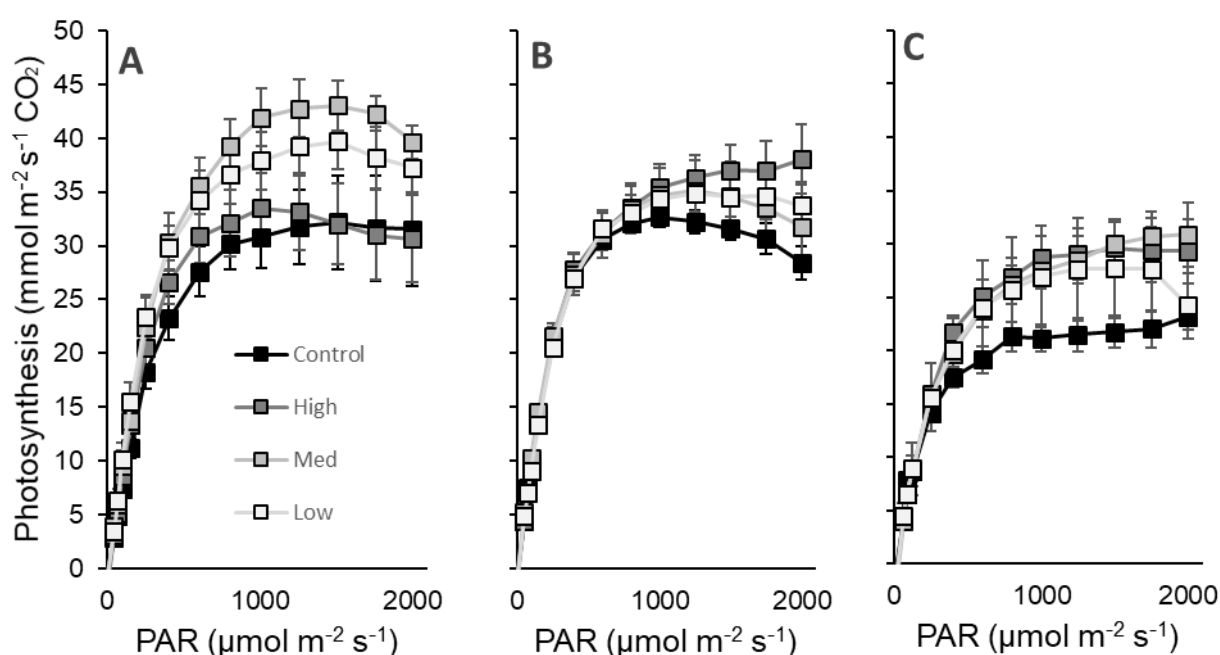 Photosynthesis (mmol m⁻² s⁻¹ CO₂)
50
45
40
35
30
25
20
15
10
5
0
A
B
C
Control
High
Med
Low
0 1000 2000
0 1000 2000
0 1000 2000
PAR (µmol m⁻² s⁻¹)
PAR (µmol m⁻² s⁻¹)
PAR (µmol m⁻² s⁻¹)